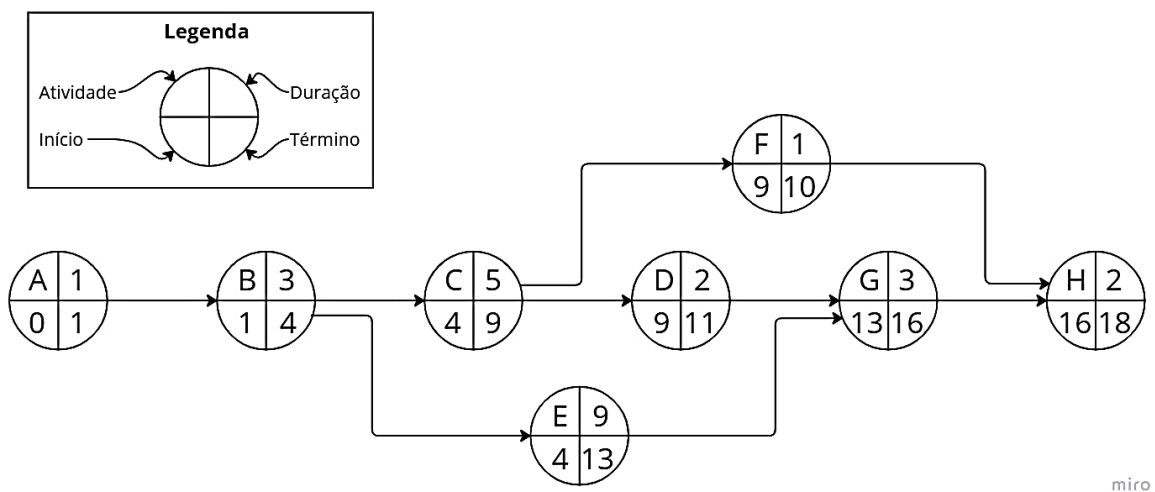 Legenda
Atividade
Duração
Início
Término
F 1
9 10
A 1
0 1
B 3
1 4
C 5
4 9
D 2
9 11
G 3
13 16
H 2
16 18
E 9
4 13
miro